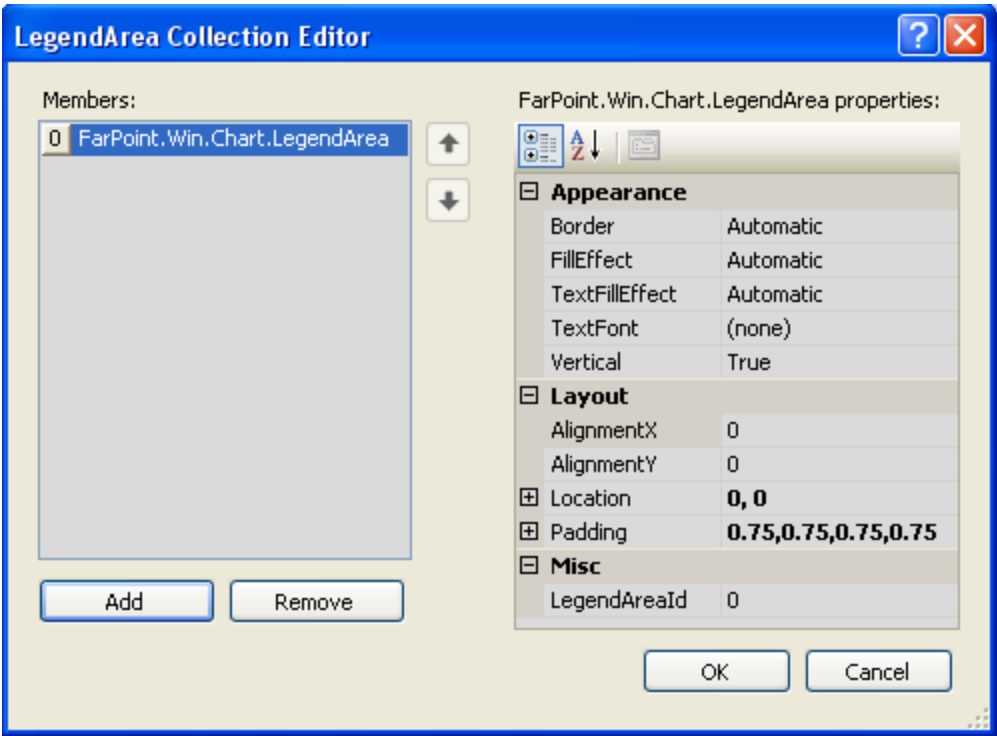 LegendArea Collection Editor
Members:
0 FarPoint.Win.Chart.LegendArea
Add Remove
FarPoint.Win.Chart.LegendArea properties:
Appearance
Border Automatic
FillEffect Automatic
TextFillEffect Automatic
TextFont (none)
Vertical True
Layout
AlignmentX 0
AlignmentY 0
Location 0, 0
Padding 0.75,0.75,0.75,0.75
Misc
LegendAreaId 0
OK Cancel